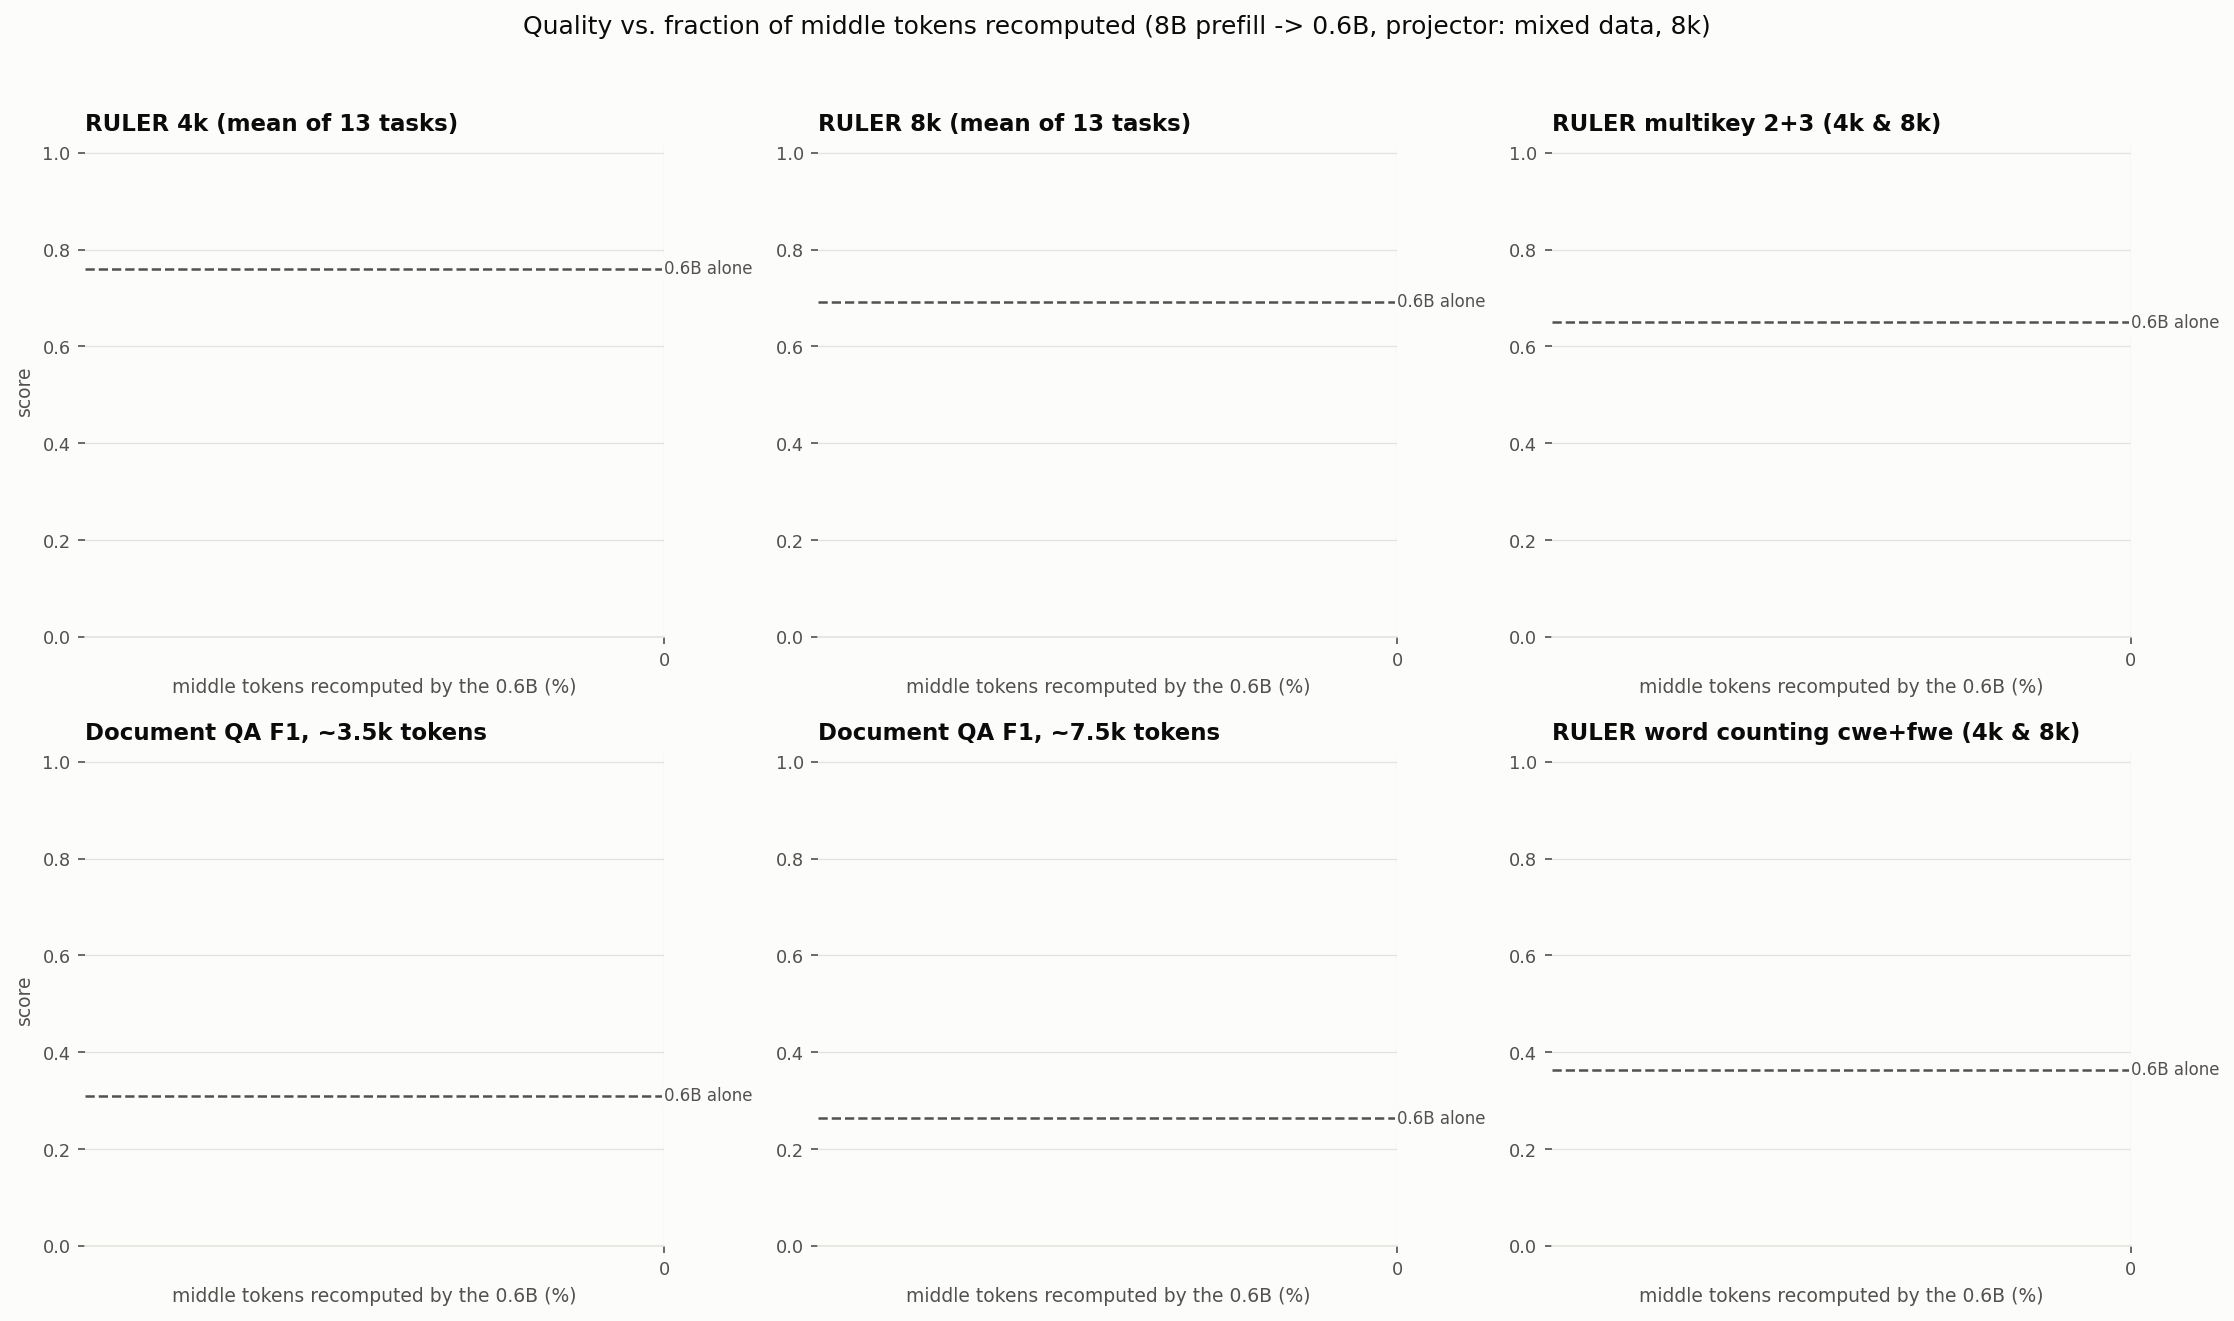 Quality vs. fraction of middle tokens recomputed (8B prefill -> 0.6B, projector: mixed data, 8k)
RULER 4k (mean of 13 tasks)
1.0
0.8
0.6B alone
0.6
score
0.4
0.2
0.0
0
middle tokens recomputed by the 0.6B (%)
RULER 8k (mean of 13 tasks)
1.0
0.8
0.6B alone
0.6
0.4
0.2
0.0
0
middle tokens recomputed by the 0.6B (%)
RULER multikey 2+3 (4k & 8k)
1.0
0.8
0.6B alone
0.6
0.4
0.2
0.0
0
middle tokens recomputed by the 0.6B (%)
Document QA F1, ~3.5k tokens
1.0
0.8
0.6
score
0.4
0.6B alone
0.2
0.0
0
middle tokens recomputed by the 0.6B (%)
Document QA F1, ~7.5k tokens
1.0
0.8
0.6
0.4
0.6B alone
0.2
0.0
0
middle tokens recomputed by the 0.6B (%)
RULER word counting cwe+fwe (4k & 8k)
1.0
0.8
0.6
0.4
0.6B alone
0.2
0.0
0
middle tokens recomputed by the 0.6B (%)